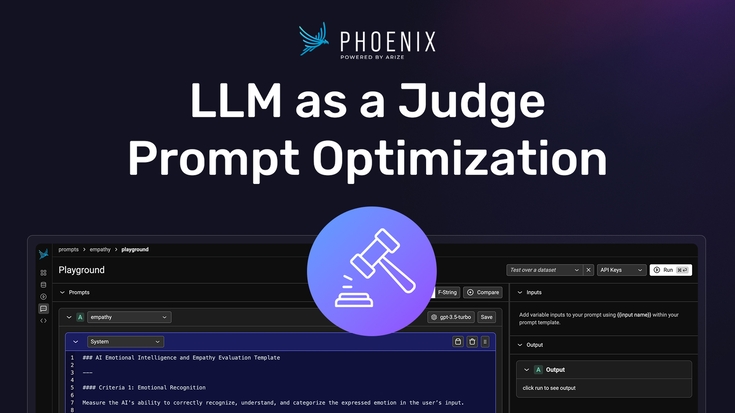 PHOENIX
POWERED BY ARIZE
LLM as a Judge
Prompt Optimization
prompts > empathy > playground
Playground
Test over a dataset
API Keys
Run
Prompts
F-String
Compare
Inputs
A empathy
gpt-3.5-turbo
Save
Add variable inputs to your prompt using {{input name}} within your
prompt template.
System
Output
1 ### AI Emotional Intelligence and Empathy Evaluation Template
2
3 ---
4
5 #### Criteria 1: Emotional Recognition
6
7 Measure the AI's ability to correctly recognize, understand, and categorize the expressed emotion in the user's input.
8
A Output
click run to see output